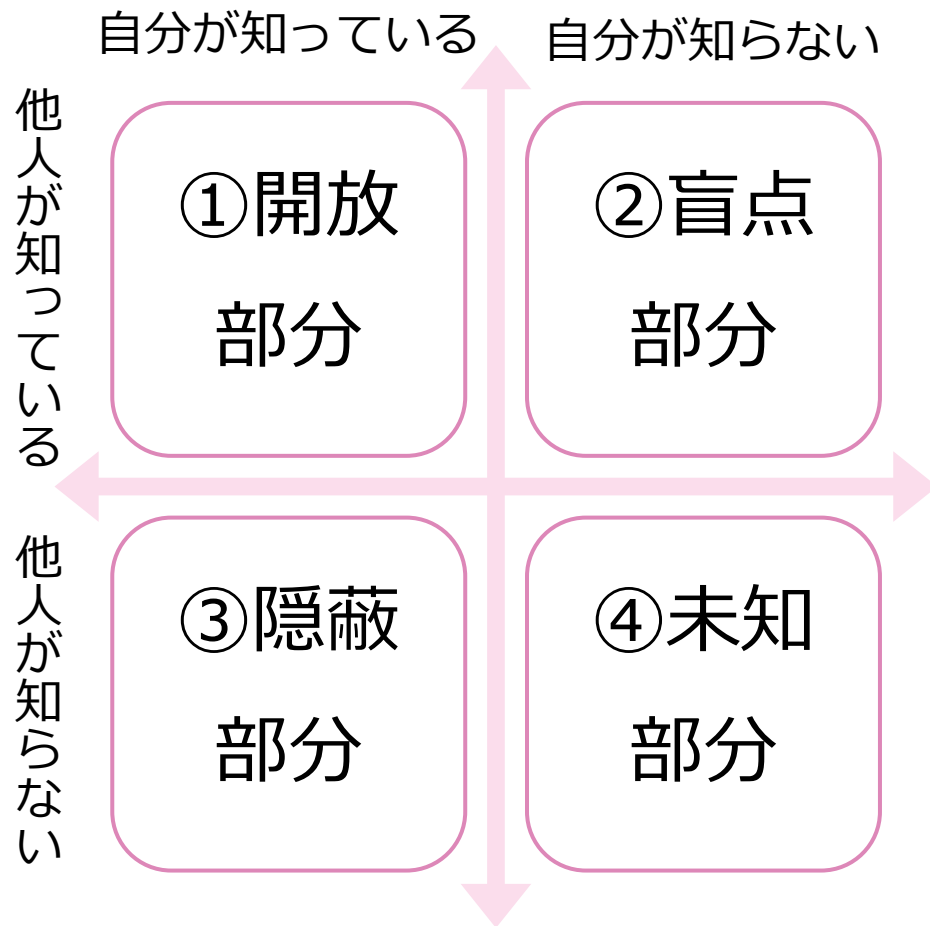 自分が知っている
自分が知らない
他人が知っている
①開放
部分
②盲点
部分
他人が知らない
③隠蔽
部分
④未知
部分